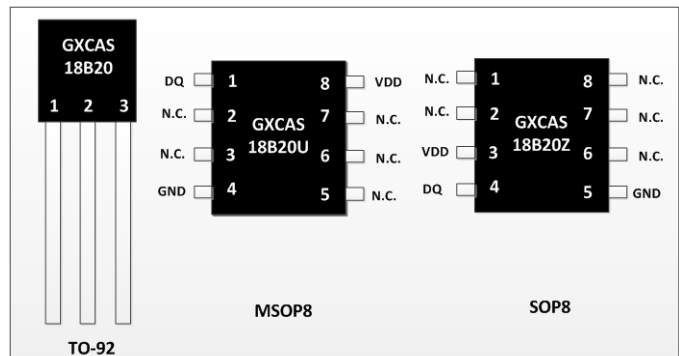 GXCAS
18B20
1 2 3
TO-92
DQ 1 8 VDD
N.C. 2 7 N.C.
GXCAS
18B20U
N.C. 3 6 N.C.
GND 4 5 N.C.
MSOP8
N.C. 1 8 N.C.
N.C. 2 7 N.C.
GXCAS
18B20Z
VDD 3 6 N.C.
DQ 4 5 GND
SOP8